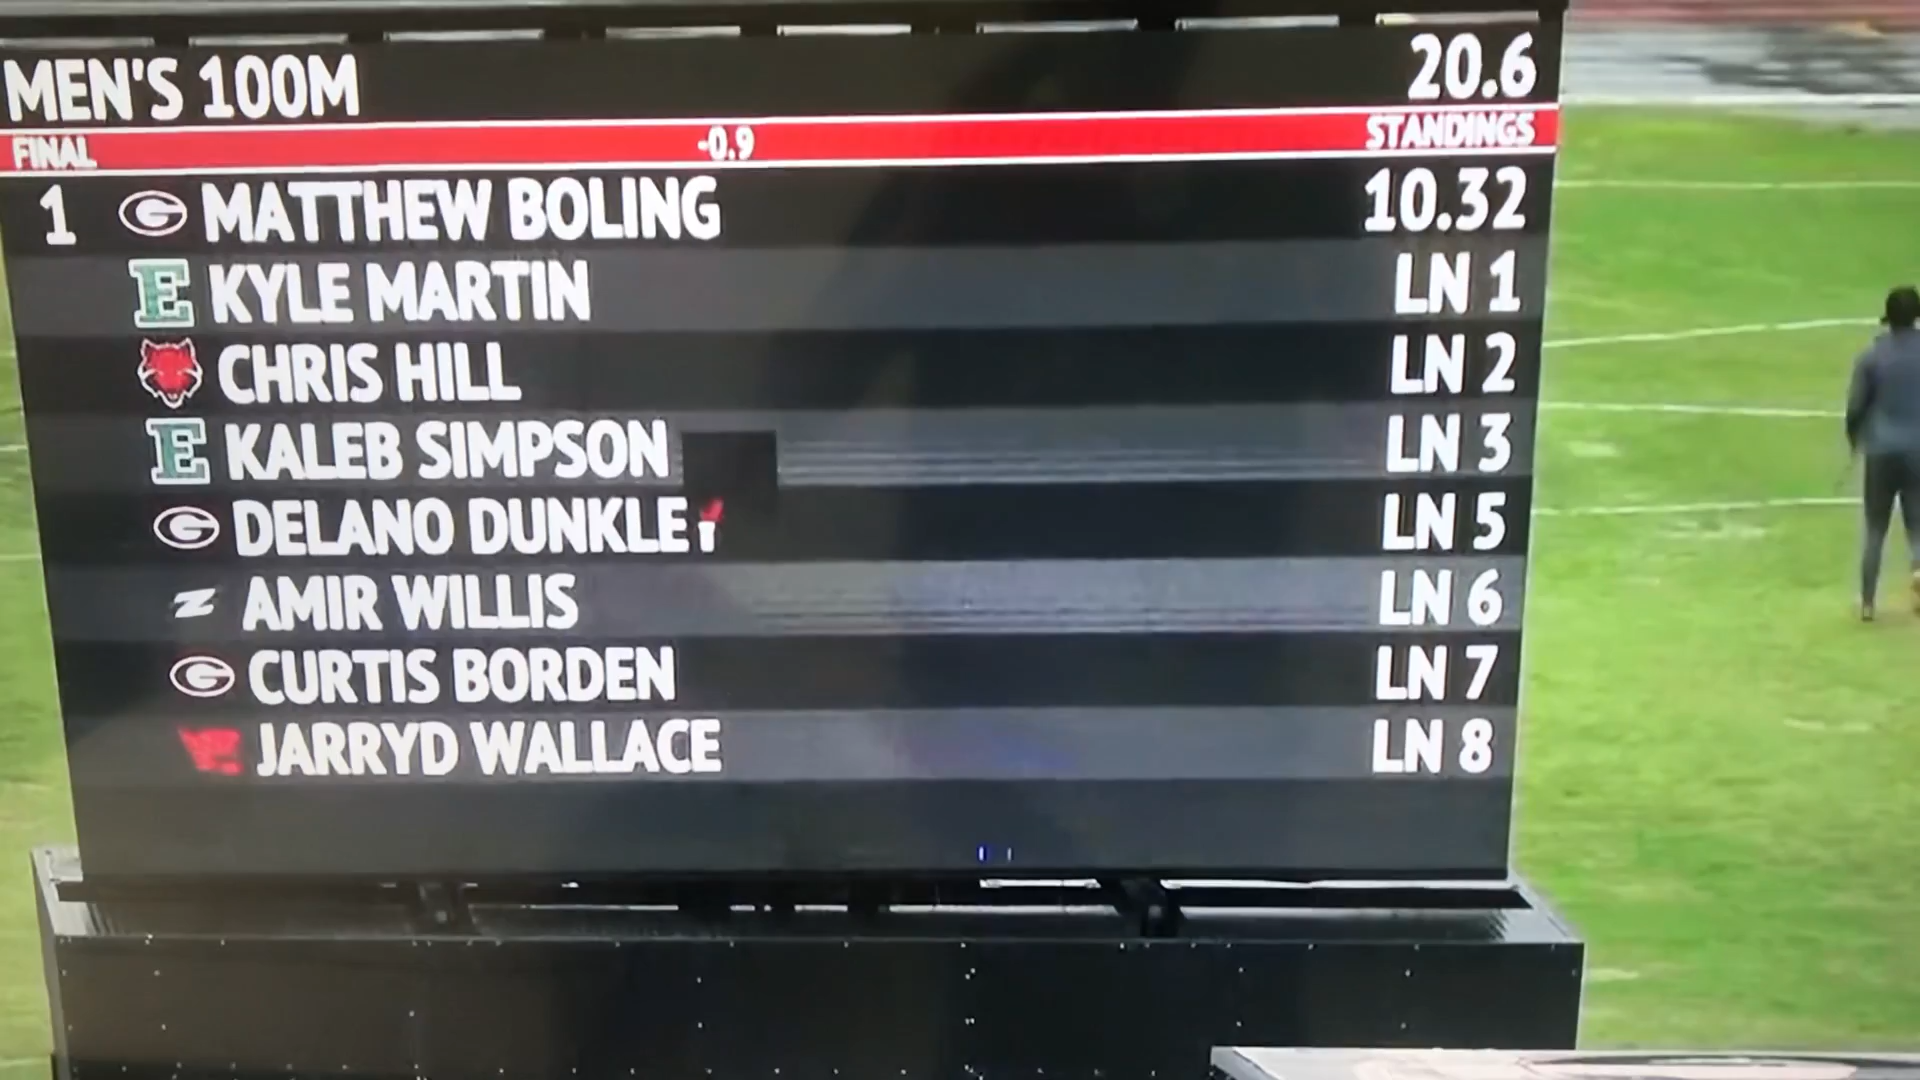 MEN'S 100M 20.6
FINAL -0.9 STANDINGS
1 G MATTHEW BOLING 10.32
E KYLE MARTIN LN 1
CHRIS HILL LN 2
E KALEB SIMPSON LN 3
G DELANO DUNKLE LN 5
Z AMIR WILLIS LN 6
G CURTIS BORDEN LN 7
JARRYD WALLACE LN 8